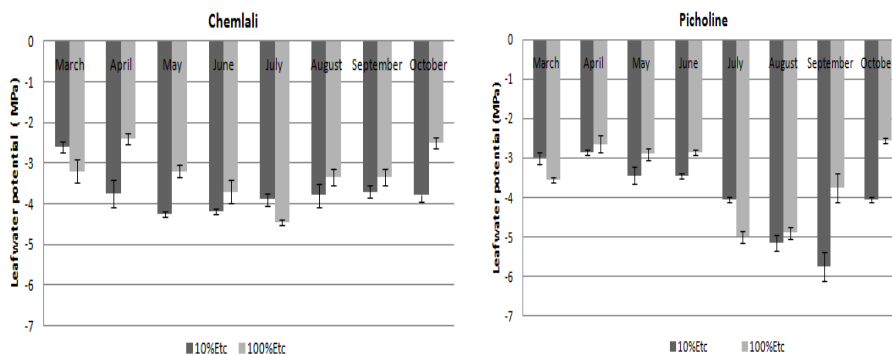 Chemlali
0
-1
-2
-3
-4
-5
-6
-7
Leafwater potential ( MPa)
March April May June July August September October
10%Etc 100%Etc
Picholine
0
-1
-2
-3
-4
-5
-6
-7
Leafwater potential (MPa)
March April May June July August September October
10%Etc 100%Etc